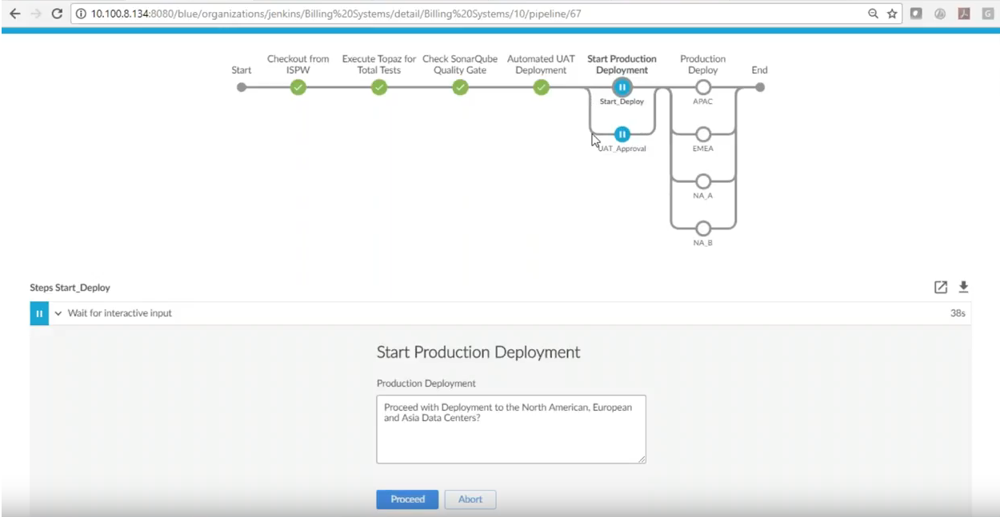 10.100.8.134:8080/blue/organizations/jenkins/Billing%20Systems/detail/Billing%20Systems/10/pipeline/67
Start
Checkout from
ISPW
Execute Topaz for
Total Tests
Check SonarQube
Quality Gate
Automated UAT
Deployment
Start Production
Deployment
Production
Deploy
End
Start_Deploy
APAC
UAT_Approval
EMEA
NA_A
NA_B
Steps Start_Deploy
Wait for interactive input
38s
Start Production Deployment
Production Deployment
Proceed with Deployment to the North American, European
and Asia Data Centers?
Proceed
Abort